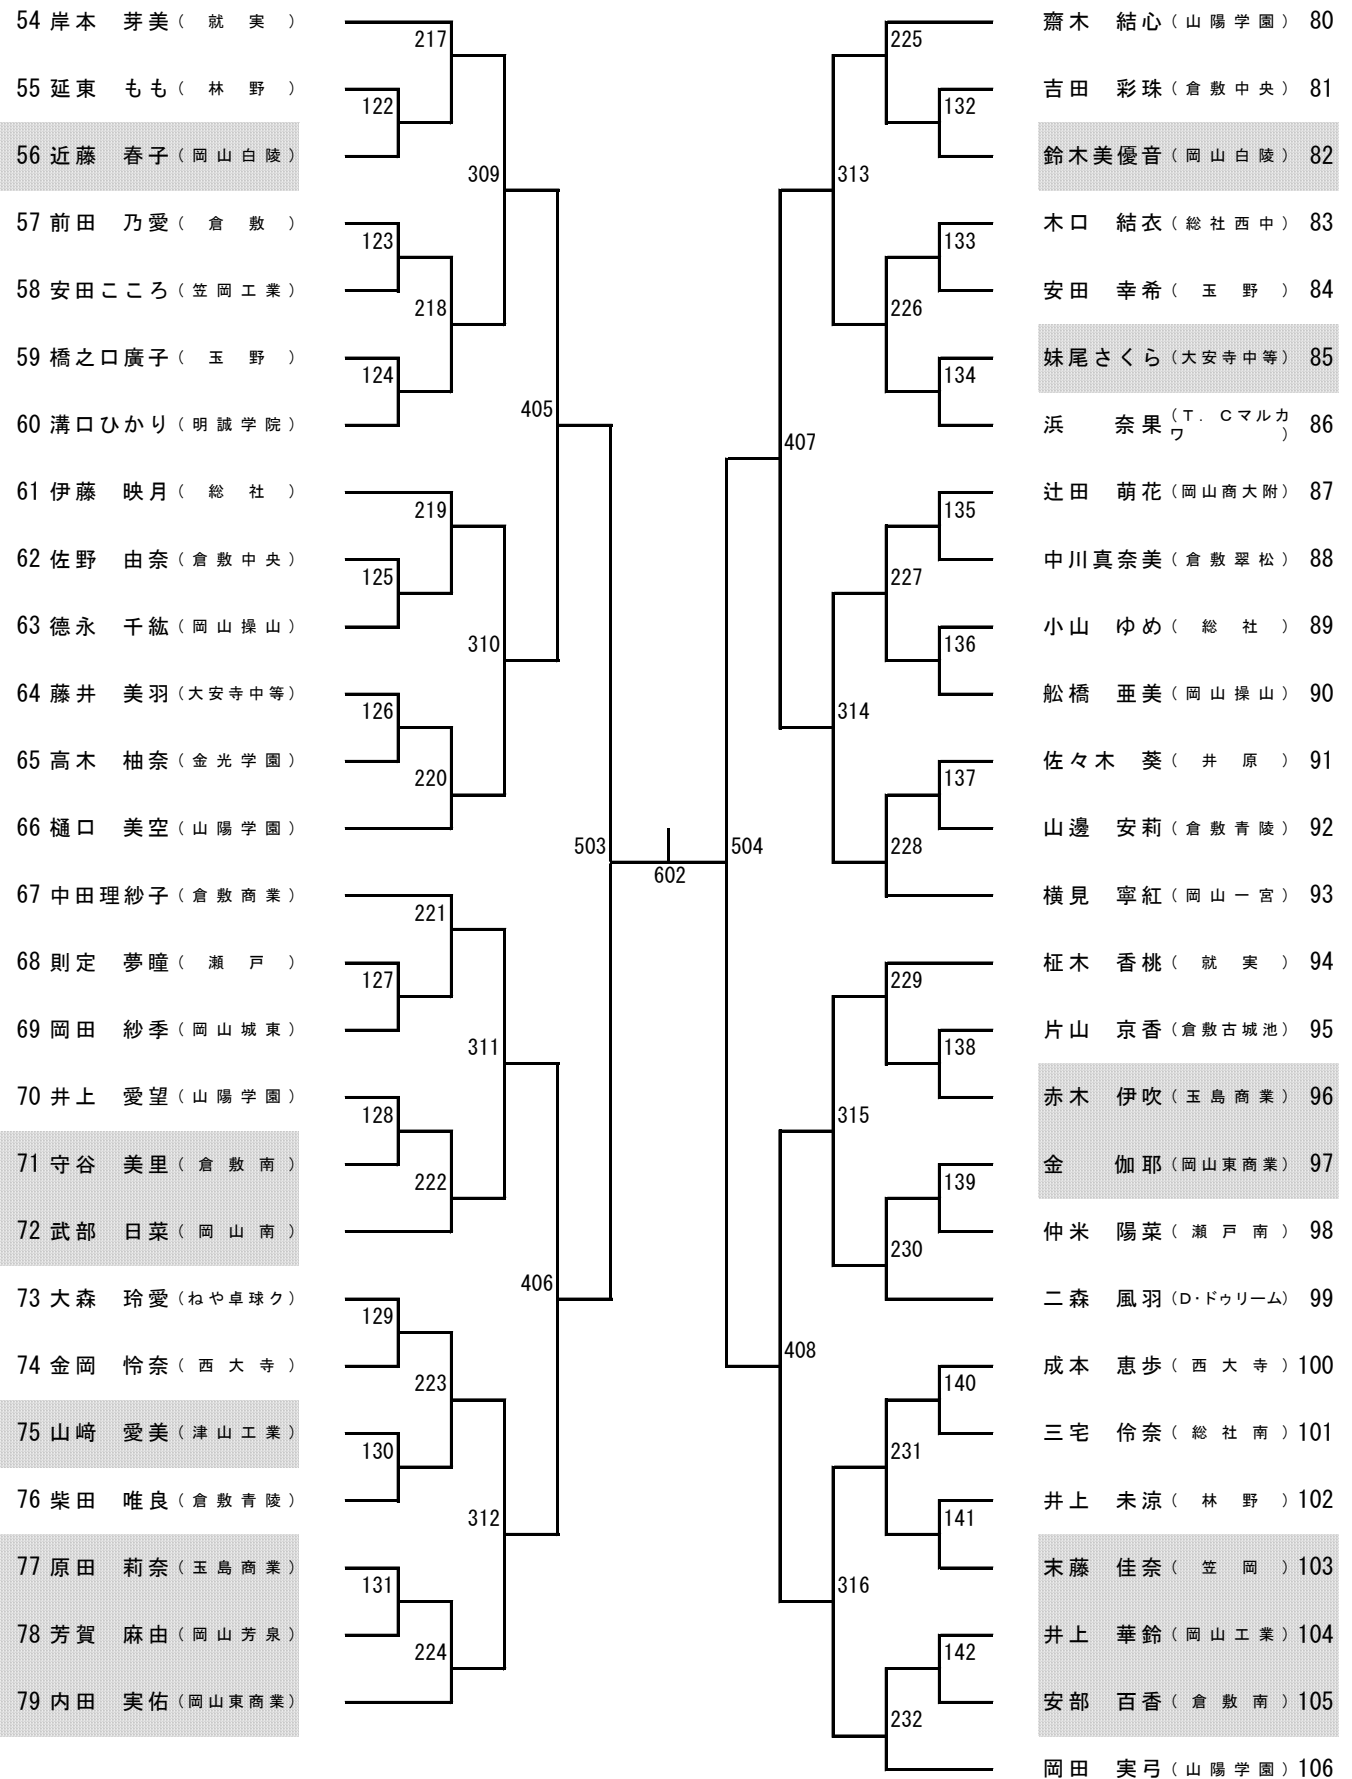 54 岸本 芽美 (就実)
217
55 延東 もも (林野)
122
56 近藤 春子 (岡山白陵)
309
57 前田 乃愛 (倉敷)
123
58 安田こころ (笠岡工業)
218
59 橋之口廣子 (玉野)
124
405
60 溝口ひかり (明誠学院)
61 伊藤 映月 (総社)
219
62 佐野 由奈 (倉敷中央)
125
63 德永 千紘 (岡山操山)
310
64 藤井 美羽 (大安寺中等)
126
65 高木 柚奈 (金光学園)
220
66 樋口 美空 (山陽学園)
503
67 中田理紗子 (倉敷商業)
221
68 則定 夢瞳 (瀬戸)
127
69 岡田 紗季 (岡山城東)
311
70 井上 愛望 (山陽学園)
128
71 守谷 美里 (倉敷南)
222
72 武部 日菜 (岡山南)
406
73 大森 玲愛 (ねや卓球ク)
129
74 金岡 怜奈 (西大寺)
223
75 山﨑 愛美 (津山工業)
130
76 柴田 唯良 (倉敷青陵)
312
77 原田 莉奈 (玉島商業)
131
78 芳賀 麻由 (岡山芳泉)
224
79 内田 実佑 (岡山東商業)
602
齋木 結心 (山陽学園) 80
225
吉田 彩珠 (倉敷中央) 81
132
鈴木美優音 (岡山白陵) 82
313
木口 結衣 (総社西中) 83
133
安田 幸希 (玉野) 84
226
妹尾さくら (大安寺中等) 85
134
浜 奈果 (T.Cマルカワ) 86
407
辻田 萌花 (岡山商大附) 87
135
中川真奈美 (倉敷翠松) 88
227
小山 ゆめ (総社) 89
136
舩橋 亜美 (岡山操山) 90
314
佐々木 葵 (井原) 91
137
山邊 安莉 (倉敷青陵) 92
504
228
横見 寧紅 (岡山一宮) 93
柾木 香桃 (就実) 94
229
片山 京香 (倉敷古城池) 95
138
赤木 伊吹 (玉島商業) 96
315
金 伽耶 (岡山東商業) 97
139
仲米 陽菜 (瀬戸南) 98
230
二森 風羽 (D・ドゥリーム) 99
408
成本 恵歩 (西大寺) 100
140
三宅 伶奈 (総社南) 101
231
井上 未涼 (林野) 102
141
末藤 佳奈 (笠岡) 103
316
井上 華鈴 (岡山工業) 104
142
安部 百香 (倉敷南) 105
232
岡田 実弓 (山陽学園) 106